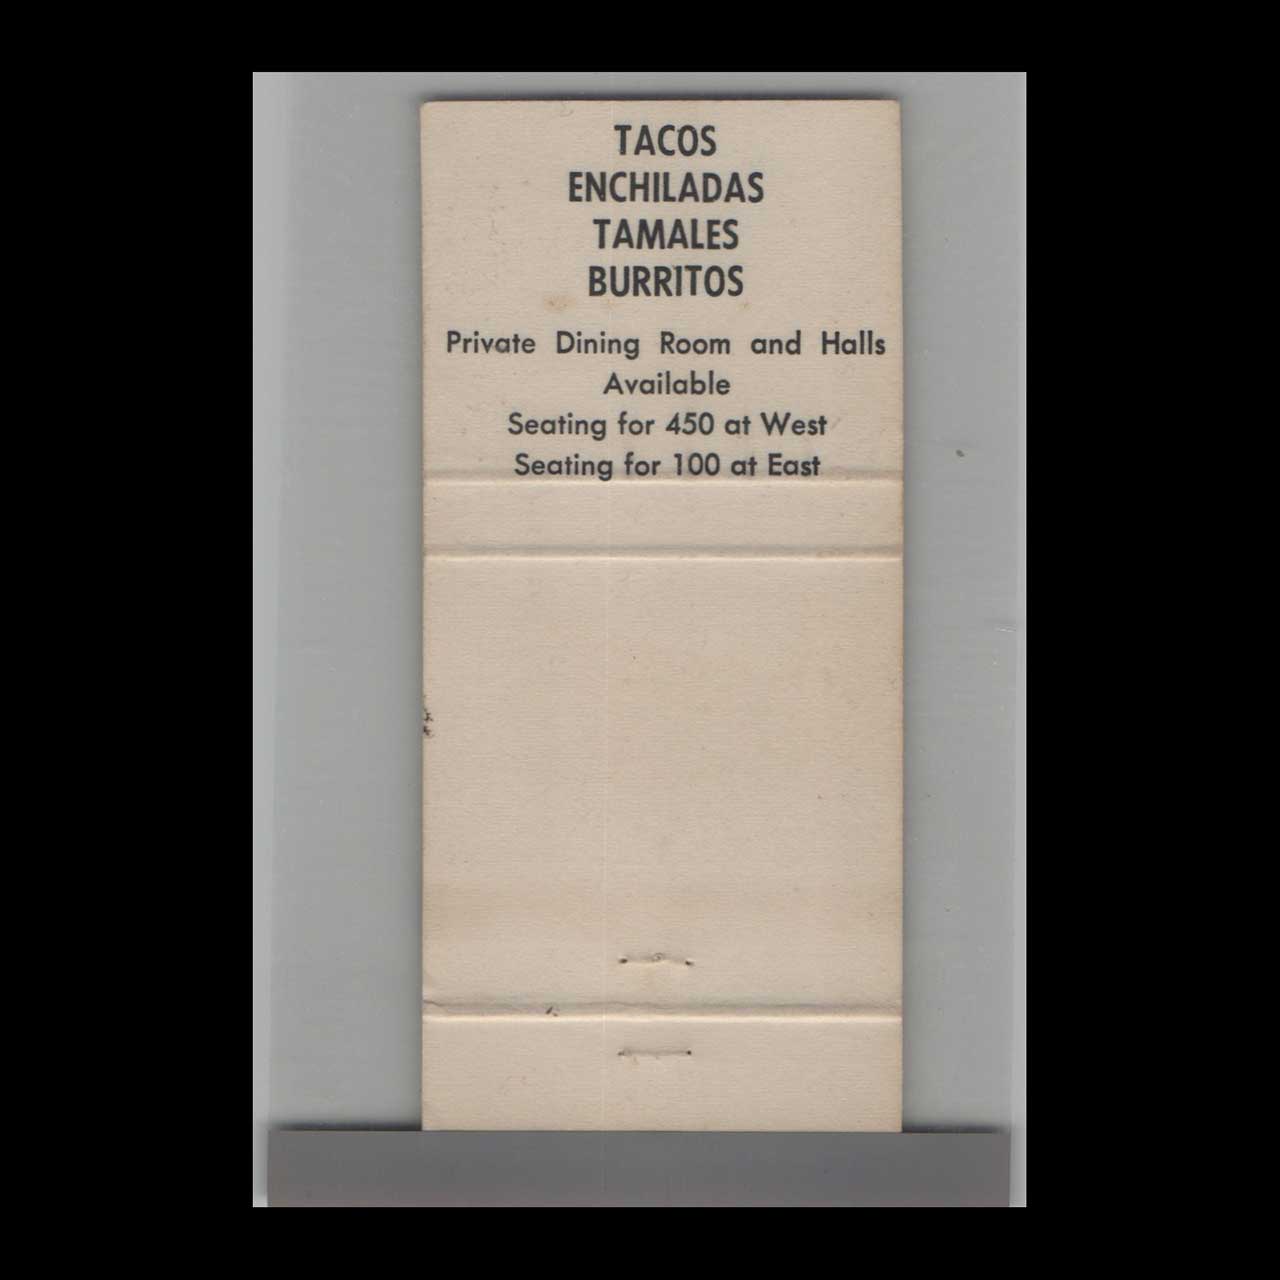 TACOS
ENCHILADAS
TAMALES
BURRITOS
Private Dining Room and Halls
Available
Seating for 450 at West
Seating for 100 at East